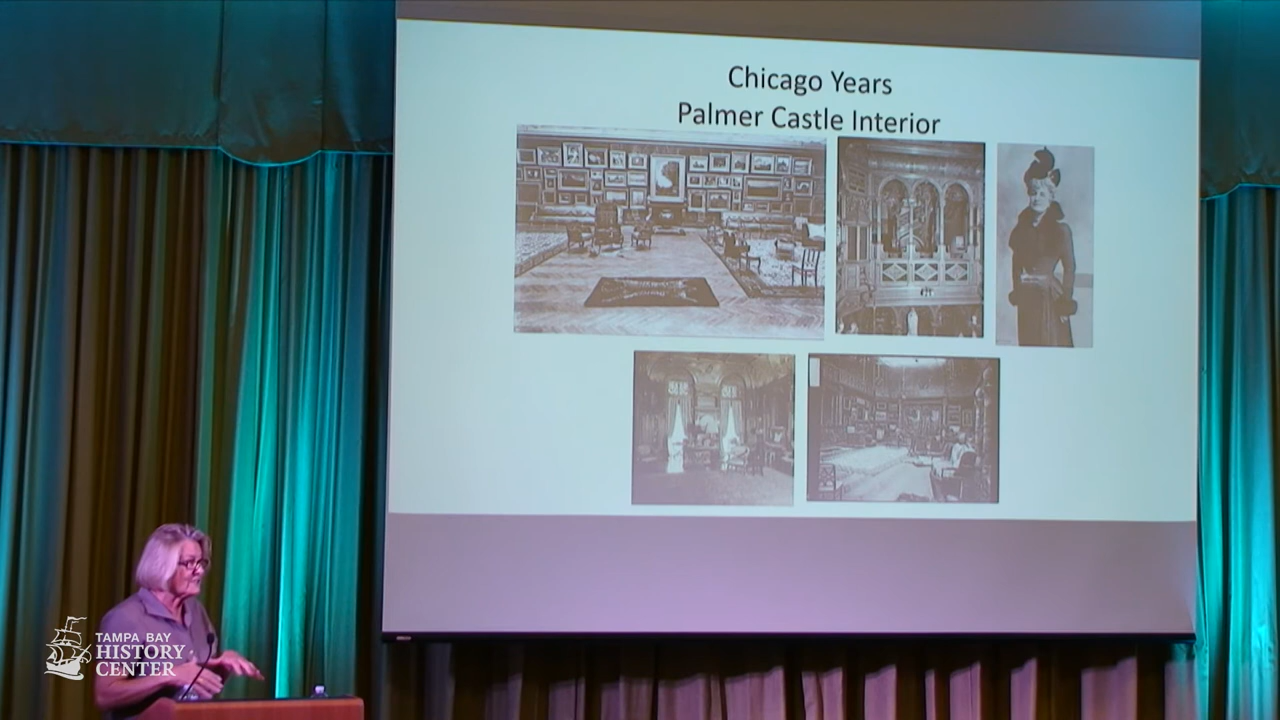 Chicago Years
Palmer Castle Interior
TAMPA BAY
HISTORY
CENTER